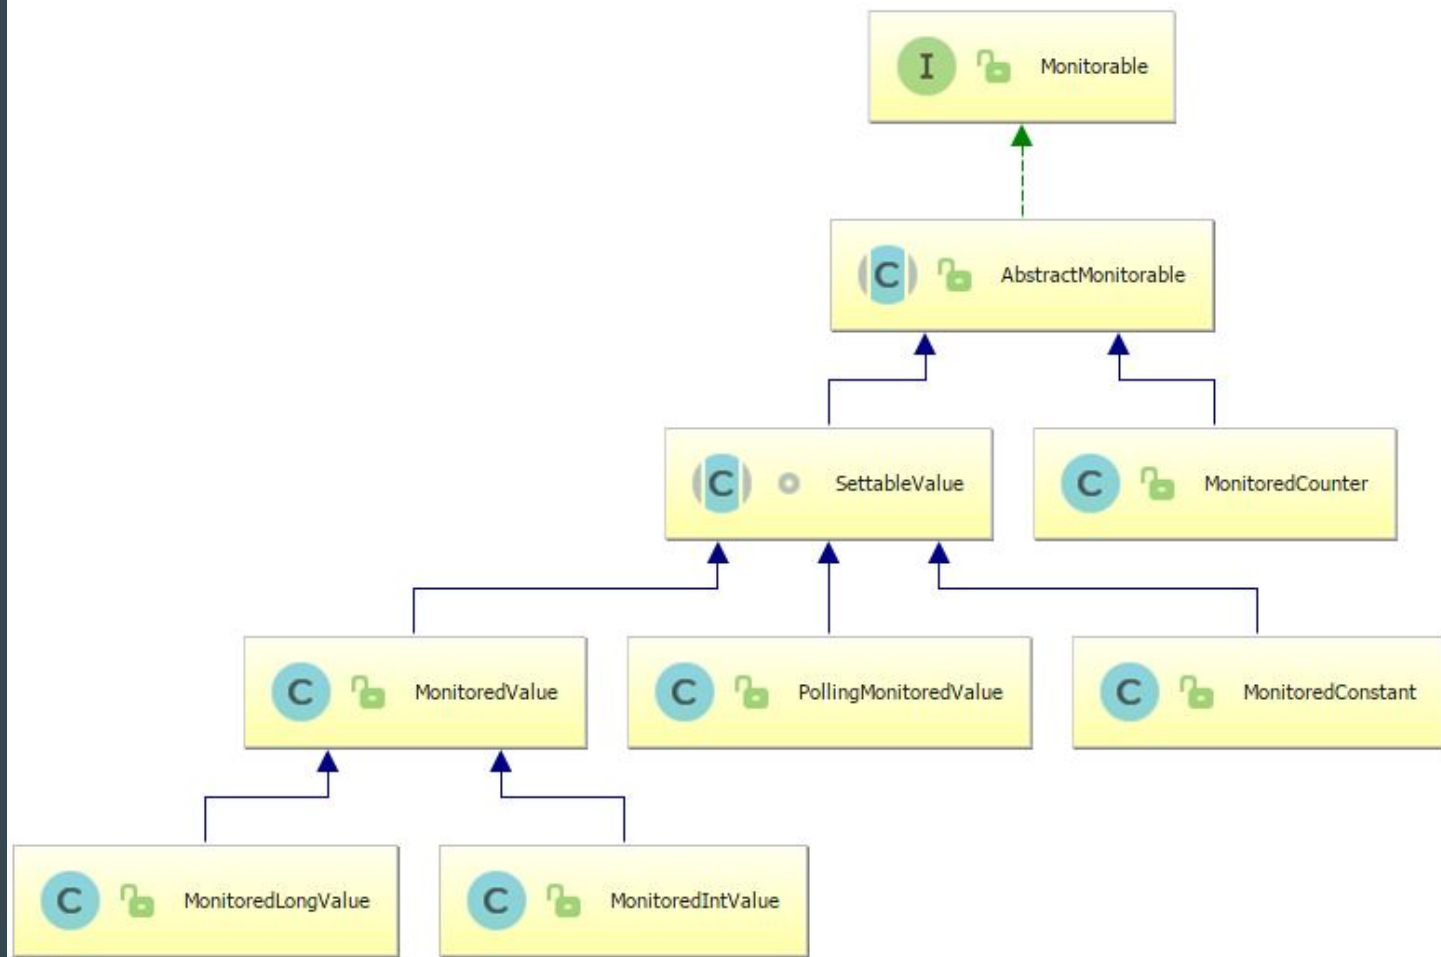 I Monitorable
C AbstractMonitorable
C SettableValue
C MonitoredCounter
C MonitoredValue
C PollingMonitoredValue
C MonitoredConstant
C MonitoredLongValue
C MonitoredIntValue